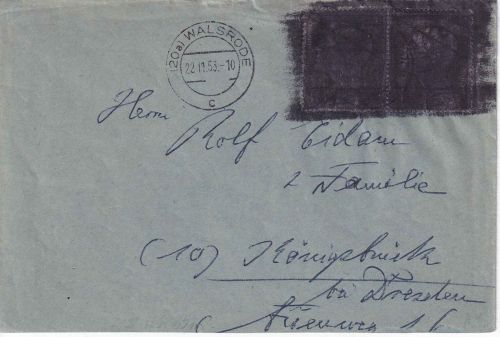 (20a) WALSRODE
22.11.53.-10
c
Herrn
Rolf Eidam
u Familie
(10) Königsbrück
bei Dresden